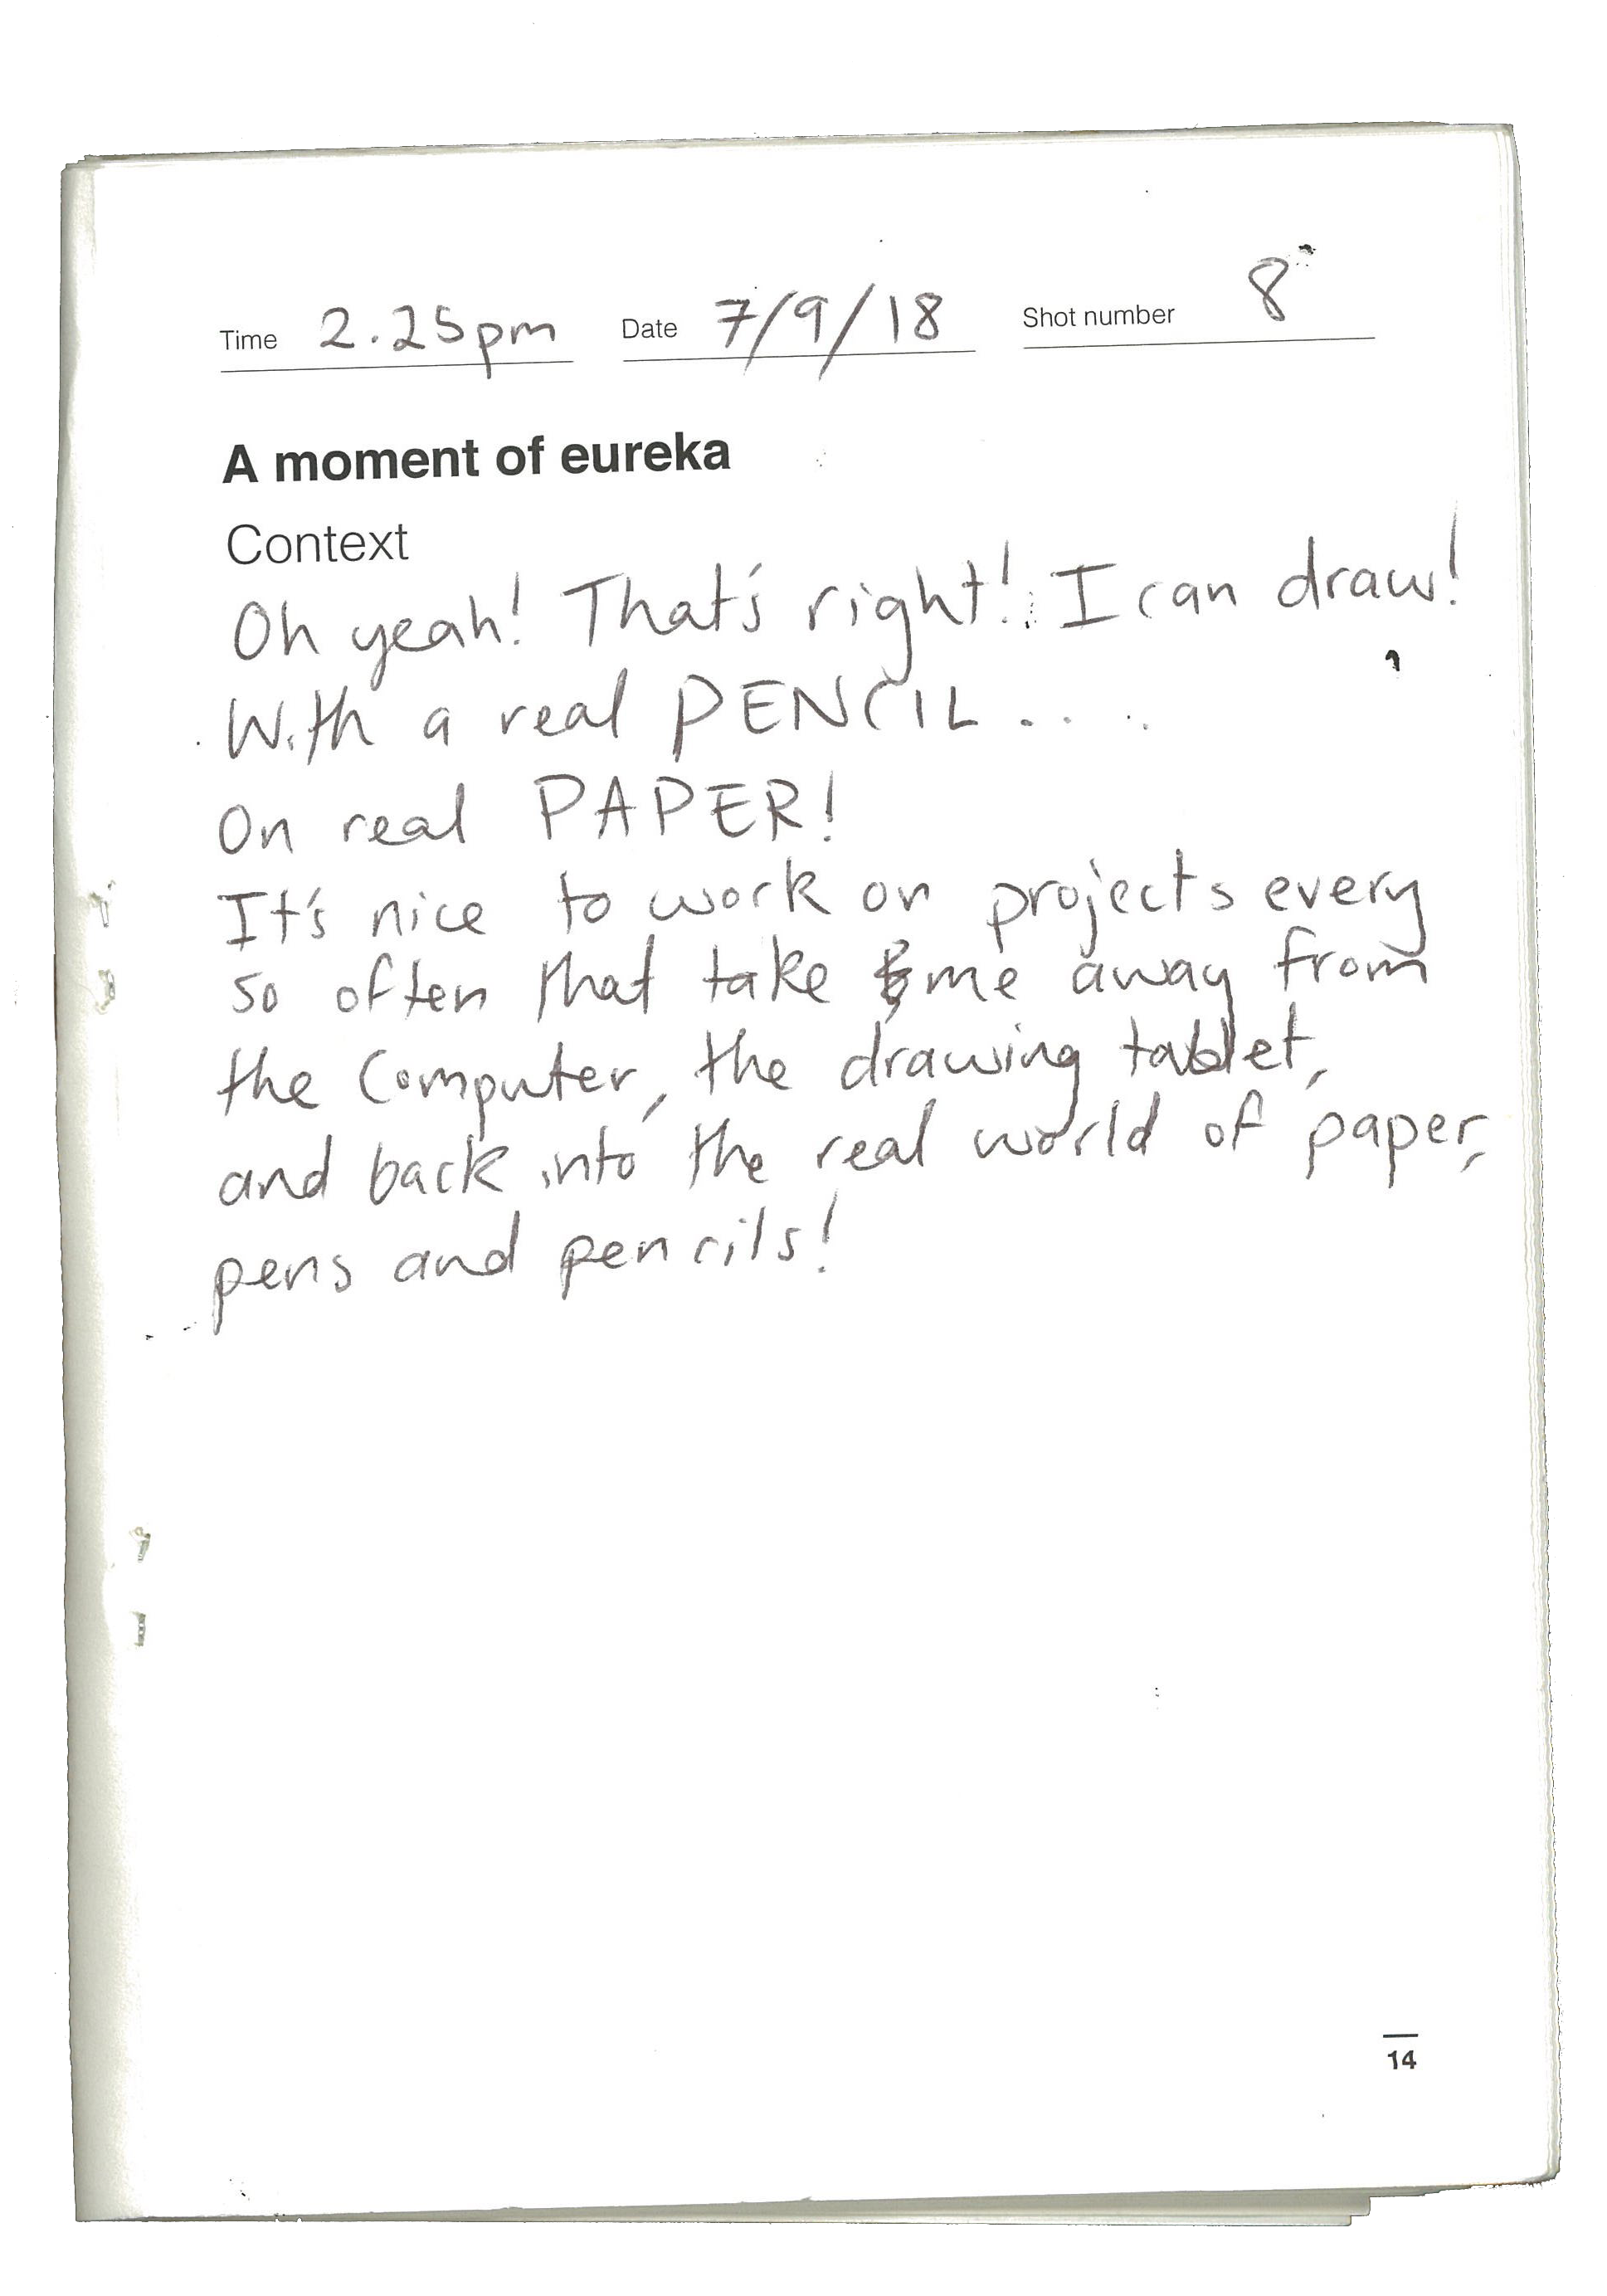 Time 2.25pm Date 7/9/18 Shot number 8
A moment of eureka
Context
Oh yeah! That's right! I can draw!
With a real PENCIL....
On real PAPER!
It's nice to work on projects every
so often that take me away from
the computer, the drawing tablet,
and back into the real world of paper,
pens and pencils!
14